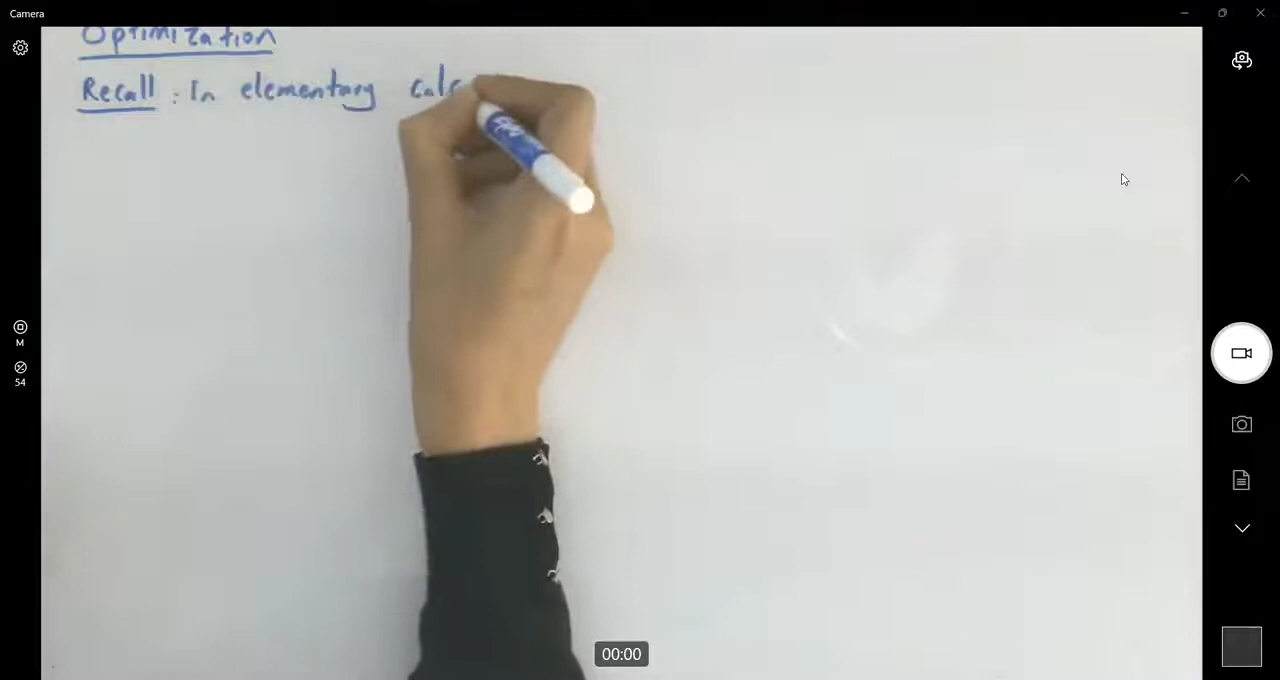 Camera
Optimization
Recall : In elementary calc
M
54
00:00